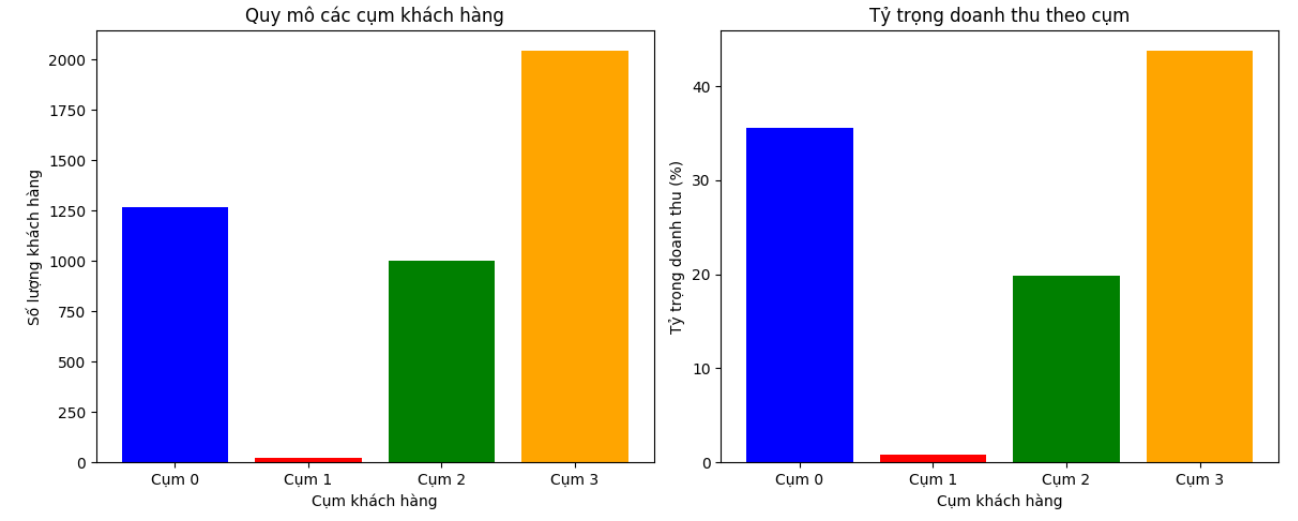 Quy mô các cụm khách hàng
Số lượng khách hàng
2000
1750
1500
1250
1000
750
500
250
0
Cụm 0 Cụm 1 Cụm 2 Cụm 3
Cụm khách hàng
Tỷ trọng doanh thu theo cụm
Tỷ trọng doanh thu (%)
40
30
20
10
0
Cụm 0 Cụm 1 Cụm 2 Cụm 3
Cụm khách hàng